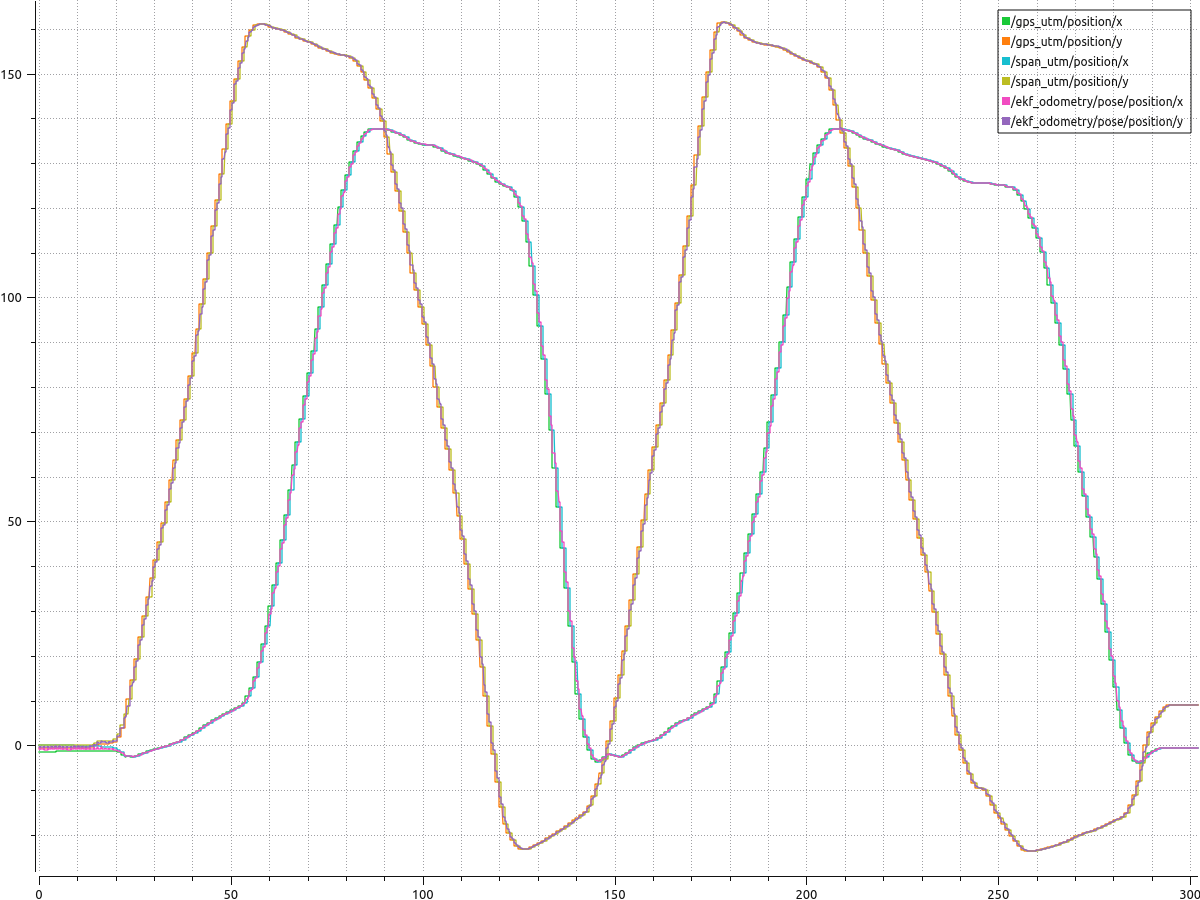 /gps_utm/position/x
/gps_utm/position/y
/span_utm/position/x
/span_utm/position/y
/ekf_odometry/pose/position/x
/ekf_odometry/pose/position/y
150
100
50
0
0 50 100 150 200 250 300